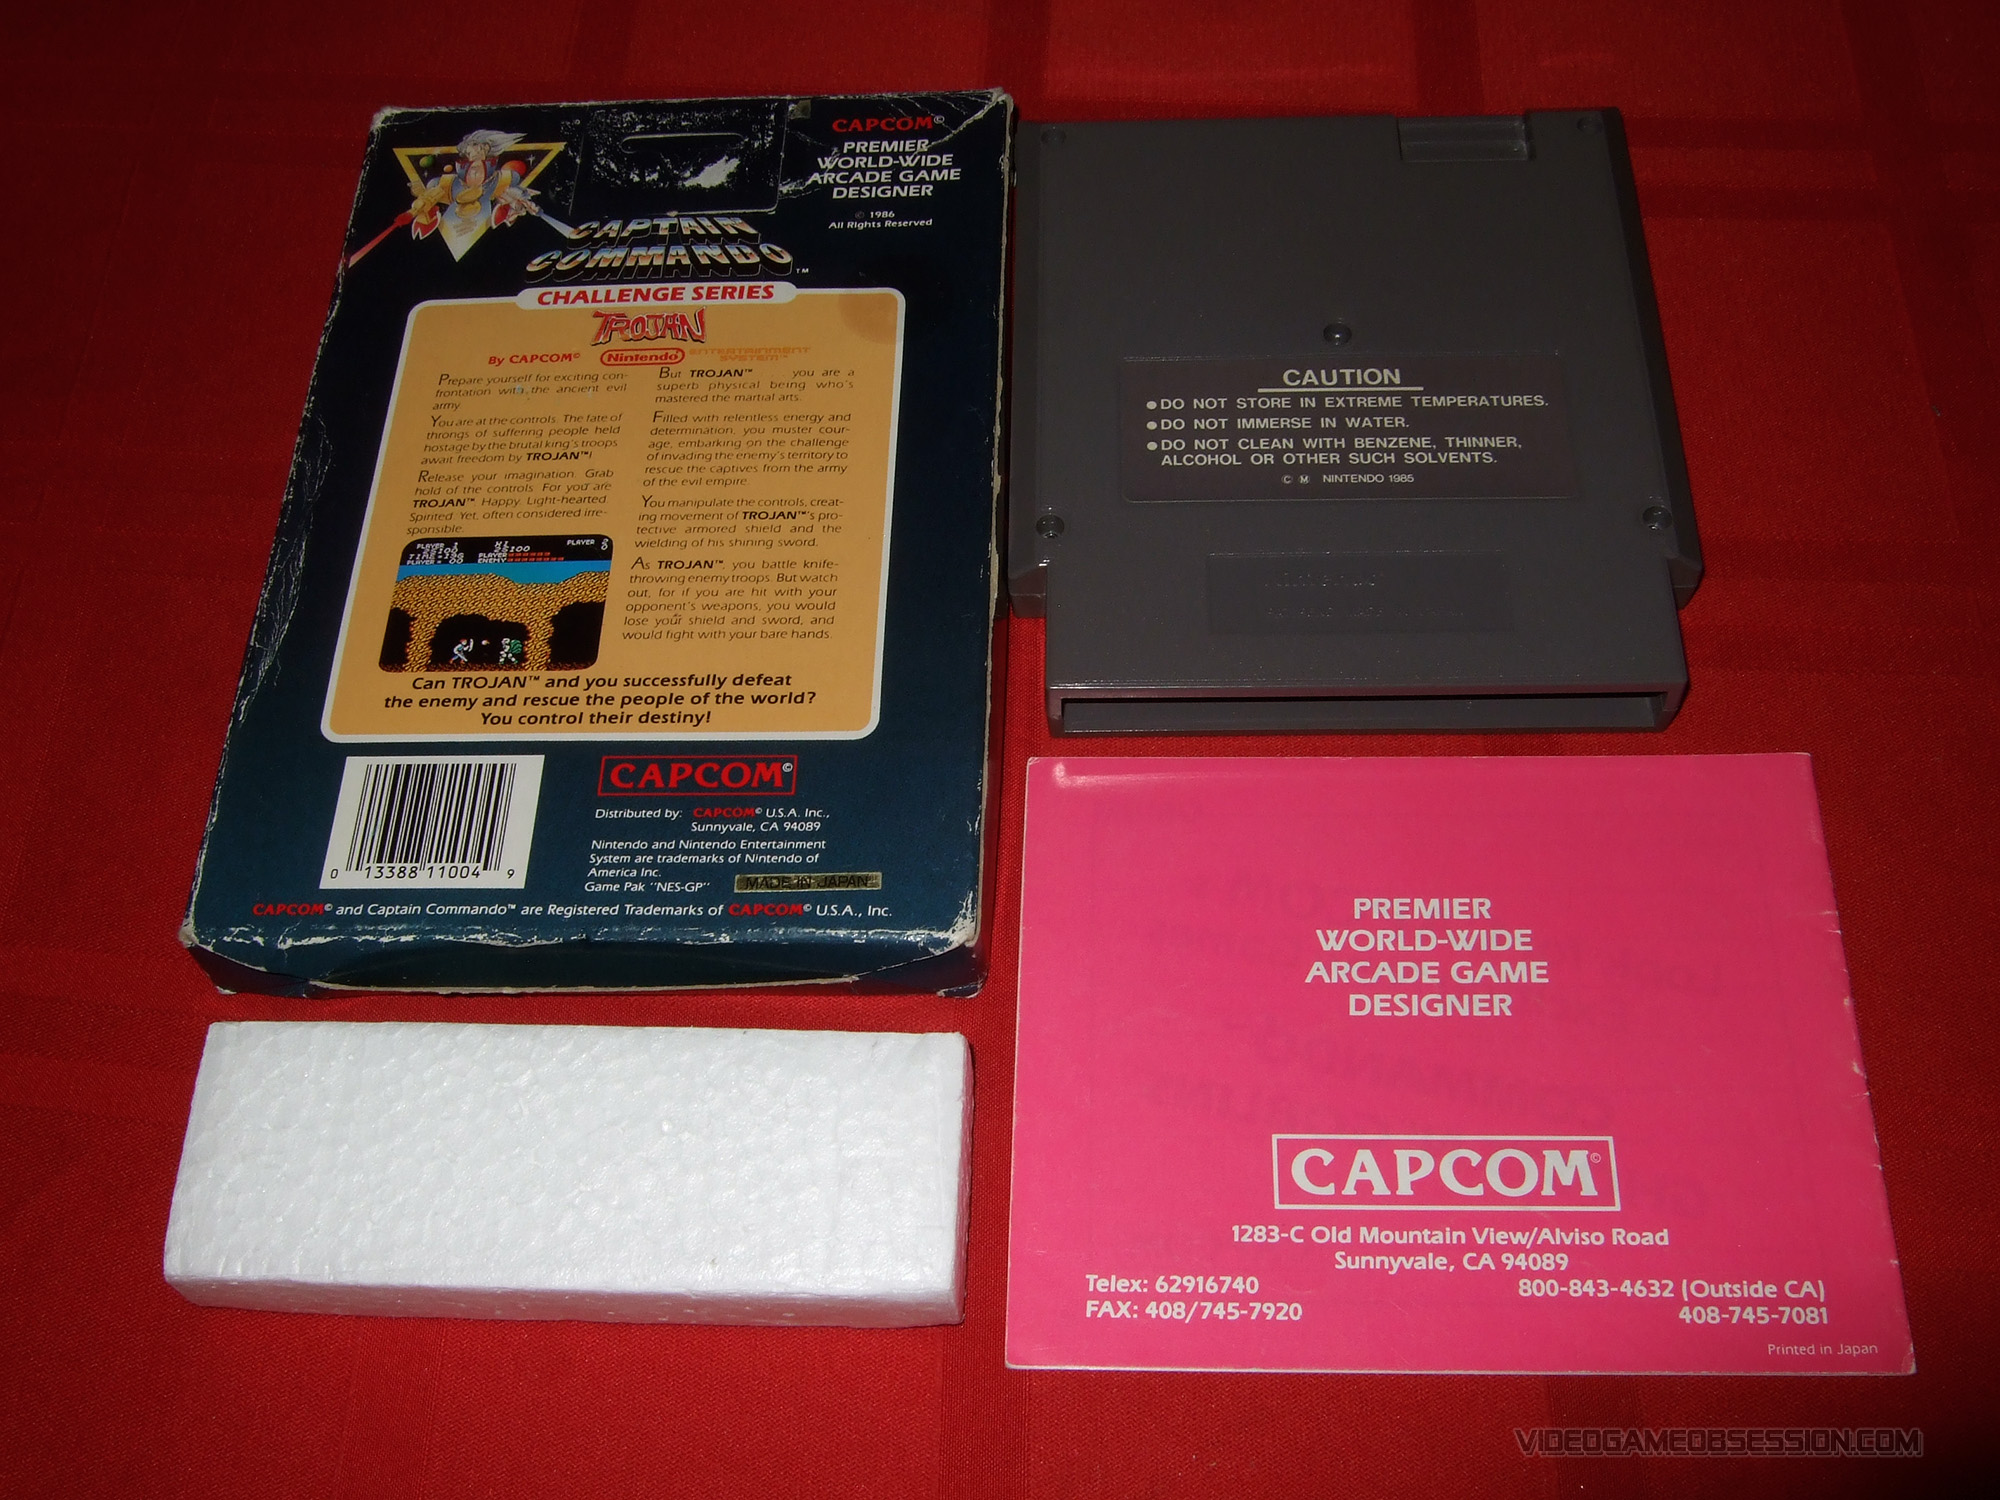 CAPCOM©
PREMIER
WORLD-WIDE
ARCADE GAME
DESIGNER
© 1986
All Rights Reserved
CAPTAIN
COMMANDO™
CHALLENGE SERIES
TROJAN
By CAPCOM© Nintendo® ENTERTAINMENT
SYSTEM™
Prepare yourself for exciting con-
frontation with the ancient evil
army.
You are at the controls. The fate of
throngs of suffering people held
hostage by the brutal king's troops
await freedom by TROJAN™!
Release your imagination. Grab
hold of the controls. For you are
TROJAN™. Happy. Light-hearted.
Spirited. Yet, often considered irre-
sponsible.
But TROJAN™ you are a
superb physical being who's
mastered the martial arts.
Filled with relentless energy and
determination, you muster cour-
age, embarking on the challenge
of invading the enemy's territory to
rescue the captives from the army
of the evil empire.
You manipulate the controls, creat-
ing movement of TROJAN™'s pro-
tective armored shield and the
wielding of his shining sword.
As TROJAN™, you battle knife-
throwing enemy troops. But watch
out, for if you are hit with your
opponent's weapons, you would
lose your shield and sword, and
would fight with your bare hands.
PLAYER 1 HI PLAYER 2
PLAYER
ENEMY
Can TROJAN™ and you successfully defeat
the enemy and rescue the people of the world?
You control their destiny!
0 13388 11004 9
CAPCOM©
Distributed by: CAPCOM© U.S.A. Inc.,
Sunnyvale, CA 94089
Nintendo and Nintendo Entertainment
System are trademarks of Nintendo of
America Inc.
Game Pak "NES-GP"
MADE IN JAPAN
CAPCOM© and Captain Commando™ are Registered Trademarks of CAPCOM© U.S.A., Inc.
CAUTION
●DO NOT STORE IN EXTREME TEMPERATURES.
●DO NOT IMMERSE IN WATER.
●DO NOT CLEAN WITH BENZENE, THINNER,
ALCOHOL OR OTHER SUCH SOLVENTS.
© Ⓜ NINTENDO 1985
Nintendo
PREMIER
WORLD-WIDE
ARCADE GAME
DESIGNER
CAPCOM©
1283-C Old Mountain View/Alviso Road
Sunnyvale, CA 94089
Telex: 62916740 800-843-4632 (Outside CA)
FAX: 408/745-7920 408-745-7081
Printed in Japan
VIDEOGAMEOBSESSION.COM